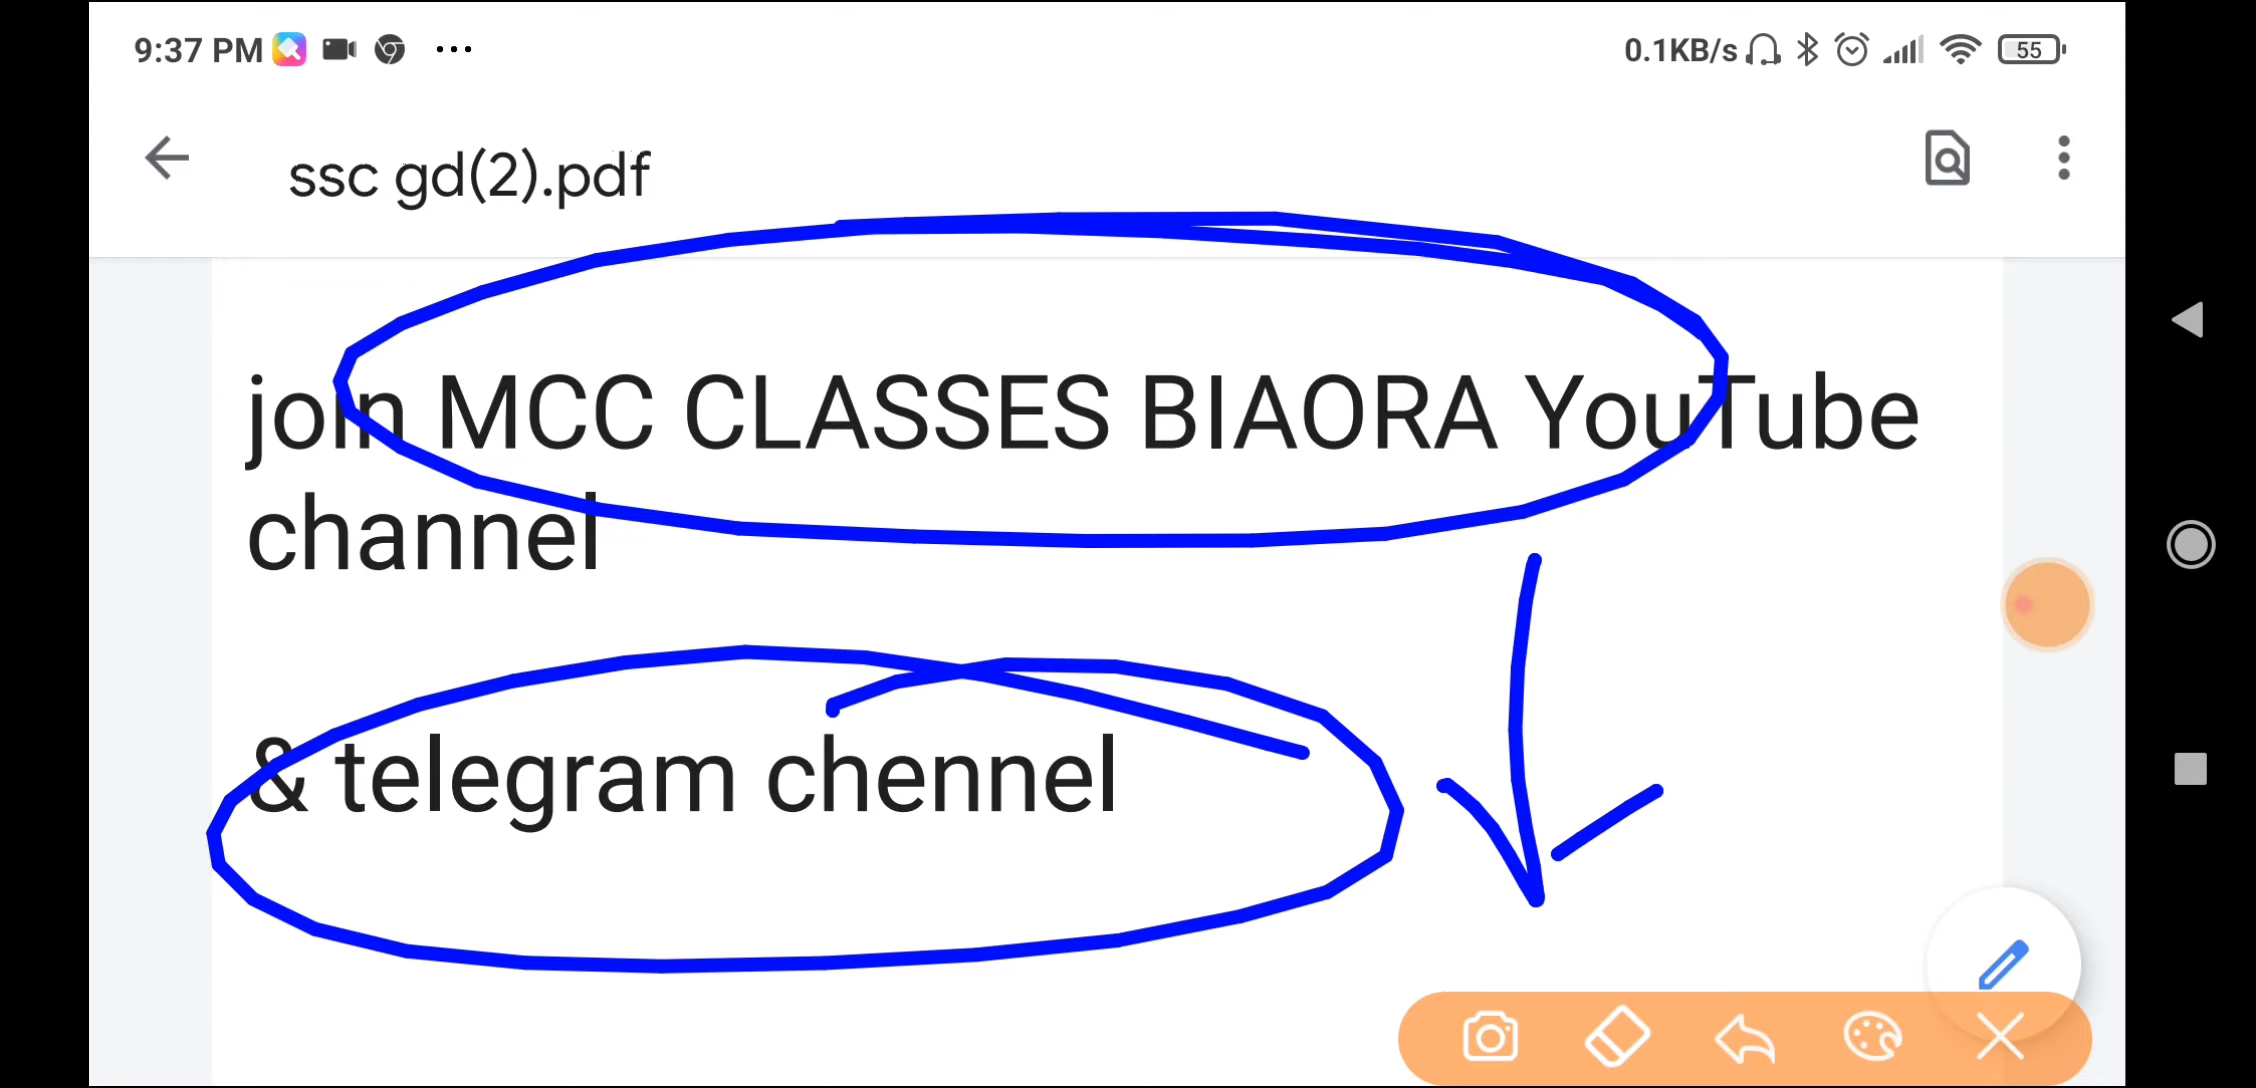 9:37 PM ... 0.1KB/s 55
ssc gd(2).pdf
join MCC CLASSES BIAORA YouTube
channel
& telegram chennel